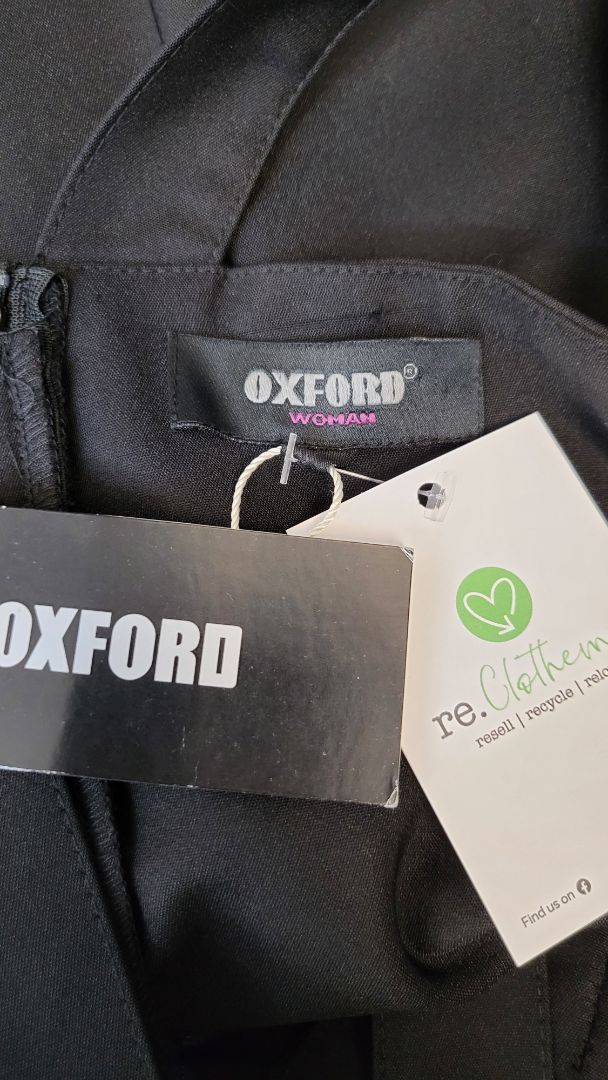 OXFORD®
WOMAN
OXFORD
re.Clothem
resell | recycle | relo
Find us on